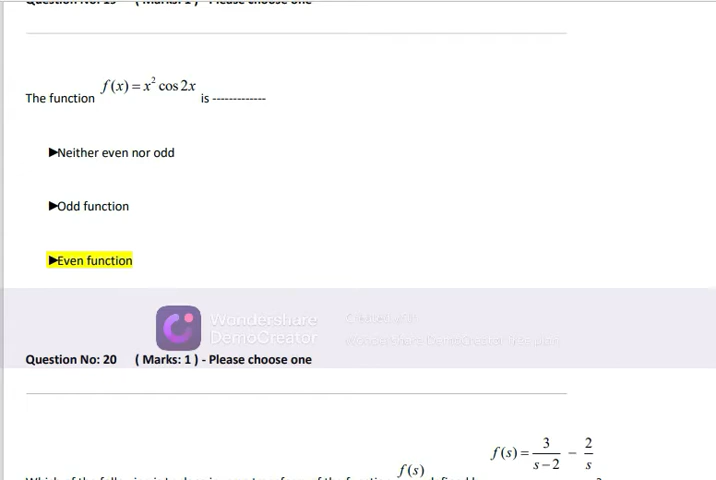 The function f(x) = x² cos 2x is -------------
►Neither even nor odd
►Odd function
►Even function
Wondershare
DemoCreator
Question No: 20 ( Marks: 1 ) - Please choose one
f(s) = 3/(s−2) − 2/s
f(s)